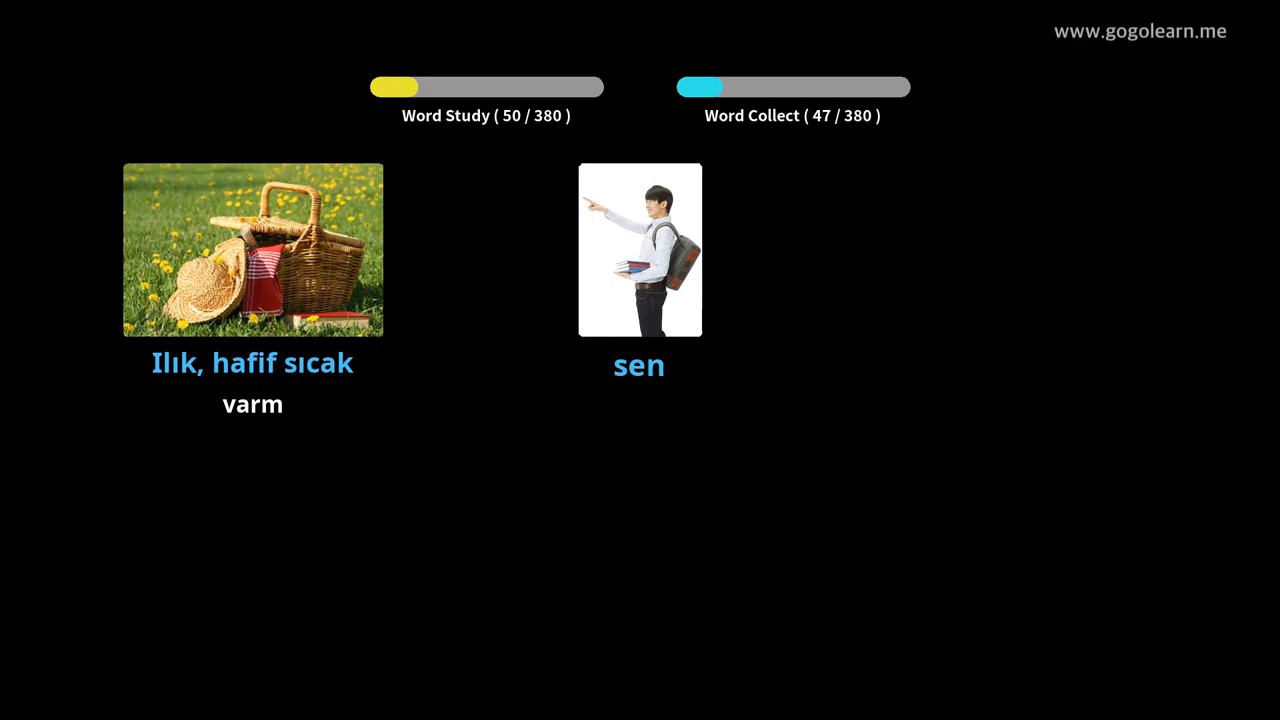 www.gogolearn.me
Word Study ( 50 / 380 )
Word Collect ( 47 / 380 )
Ilık, hafif sıcak
varm
sen